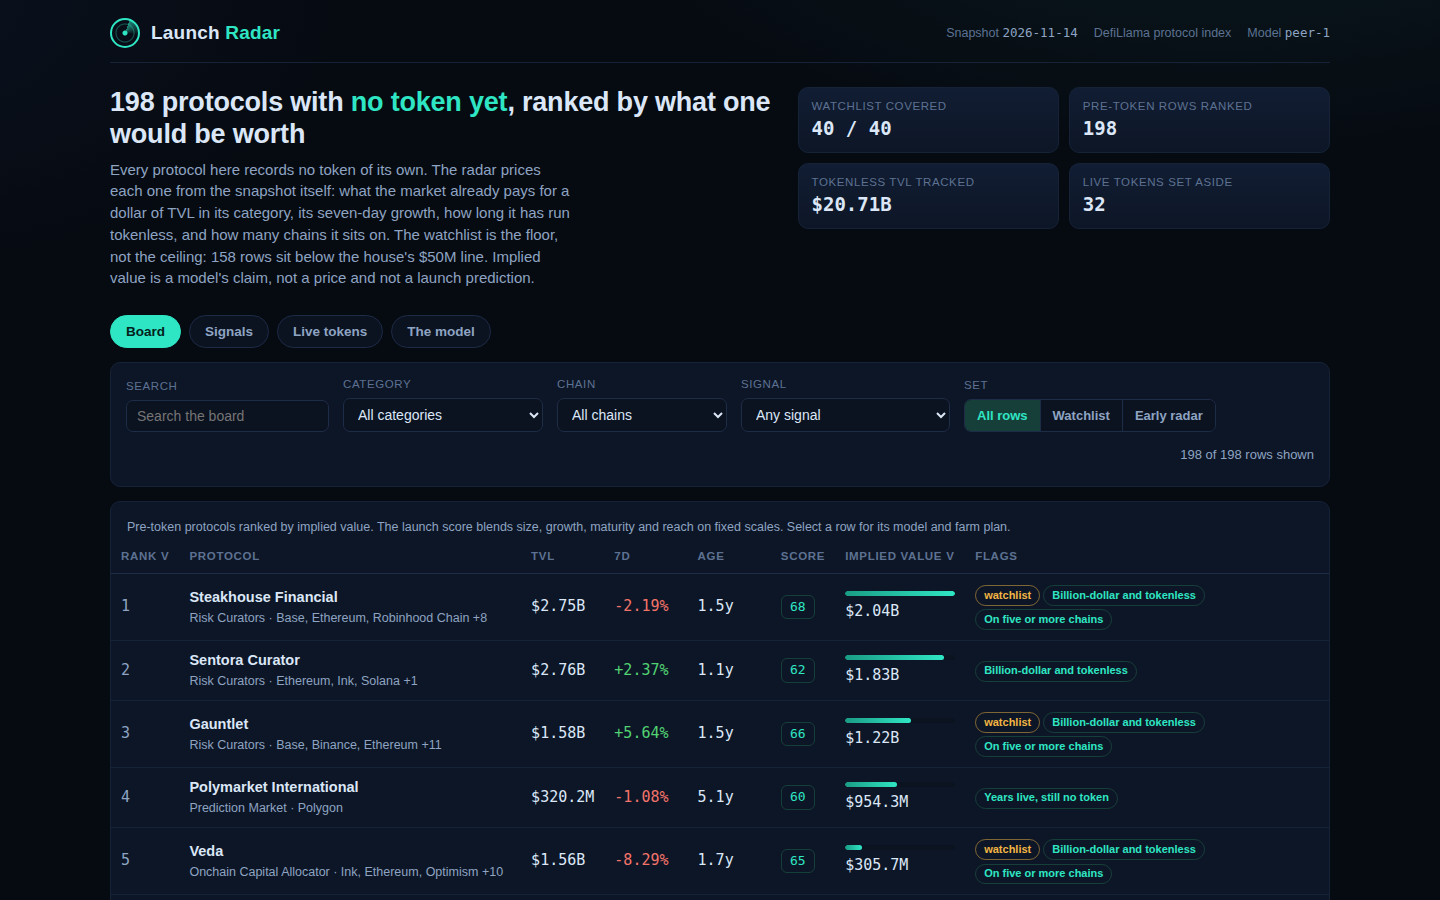 Launch Radar
Snapshot 2026-11-14 DefiLlama protocol index Model peer-1
198 protocols with no token yet, ranked by what one
would be worth
Every protocol here records no token of its own. The radar prices
each one from the snapshot itself: what the market already pays for a
dollar of TVL in its category, its seven-day growth, how long it has run
tokenless, and how many chains it sits on. The watchlist is the floor,
not the ceiling: 158 rows sit below the house's $50M line. Implied
value is a model's claim, not a price and not a launch prediction.
WATCHLIST COVERED
40 / 40
PRE-TOKEN ROWS RANKED
198
TOKENLESS TVL TRACKED
$20.71B
LIVE TOKENS SET ASIDE
32
Board Signals Live tokens The model
SEARCH CATEGORY CHAIN SIGNAL SET
Search the board All categories All chains Any signal All rows Watchlist Early radar
198 of 198 rows shown
Pre-token protocols ranked by implied value. The launch score blends size, growth, maturity and reach on fixed scales. Select a row for its model and farm plan.
RANK V PROTOCOL TVL 7D AGE SCORE IMPLIED VALUE V FLAGS
1 Steakhouse Financial $2.75B -2.19% 1.5y 68 $2.04B watchlist Billion-dollar and tokenless
Risk Curators · Base, Ethereum, Robinhood Chain +8 On five or more chains
2 Sentora Curator $2.76B +2.37% 1.1y 62 $1.83B Billion-dollar and tokenless
Risk Curators · Ethereum, Ink, Solana +1
3 Gauntlet $1.58B +5.64% 1.5y 66 $1.22B watchlist Billion-dollar and tokenless
Risk Curators · Base, Binance, Ethereum +11 On five or more chains
4 Polymarket International $320.2M -1.08% 5.1y 60 $954.3M Years live, still no token
Prediction Market · Polygon
5 Veda $1.56B -8.29% 1.7y 65 $305.7M watchlist Billion-dollar and tokenless
Onchain Capital Allocator · Ink, Ethereum, Optimism +10 On five or more chains